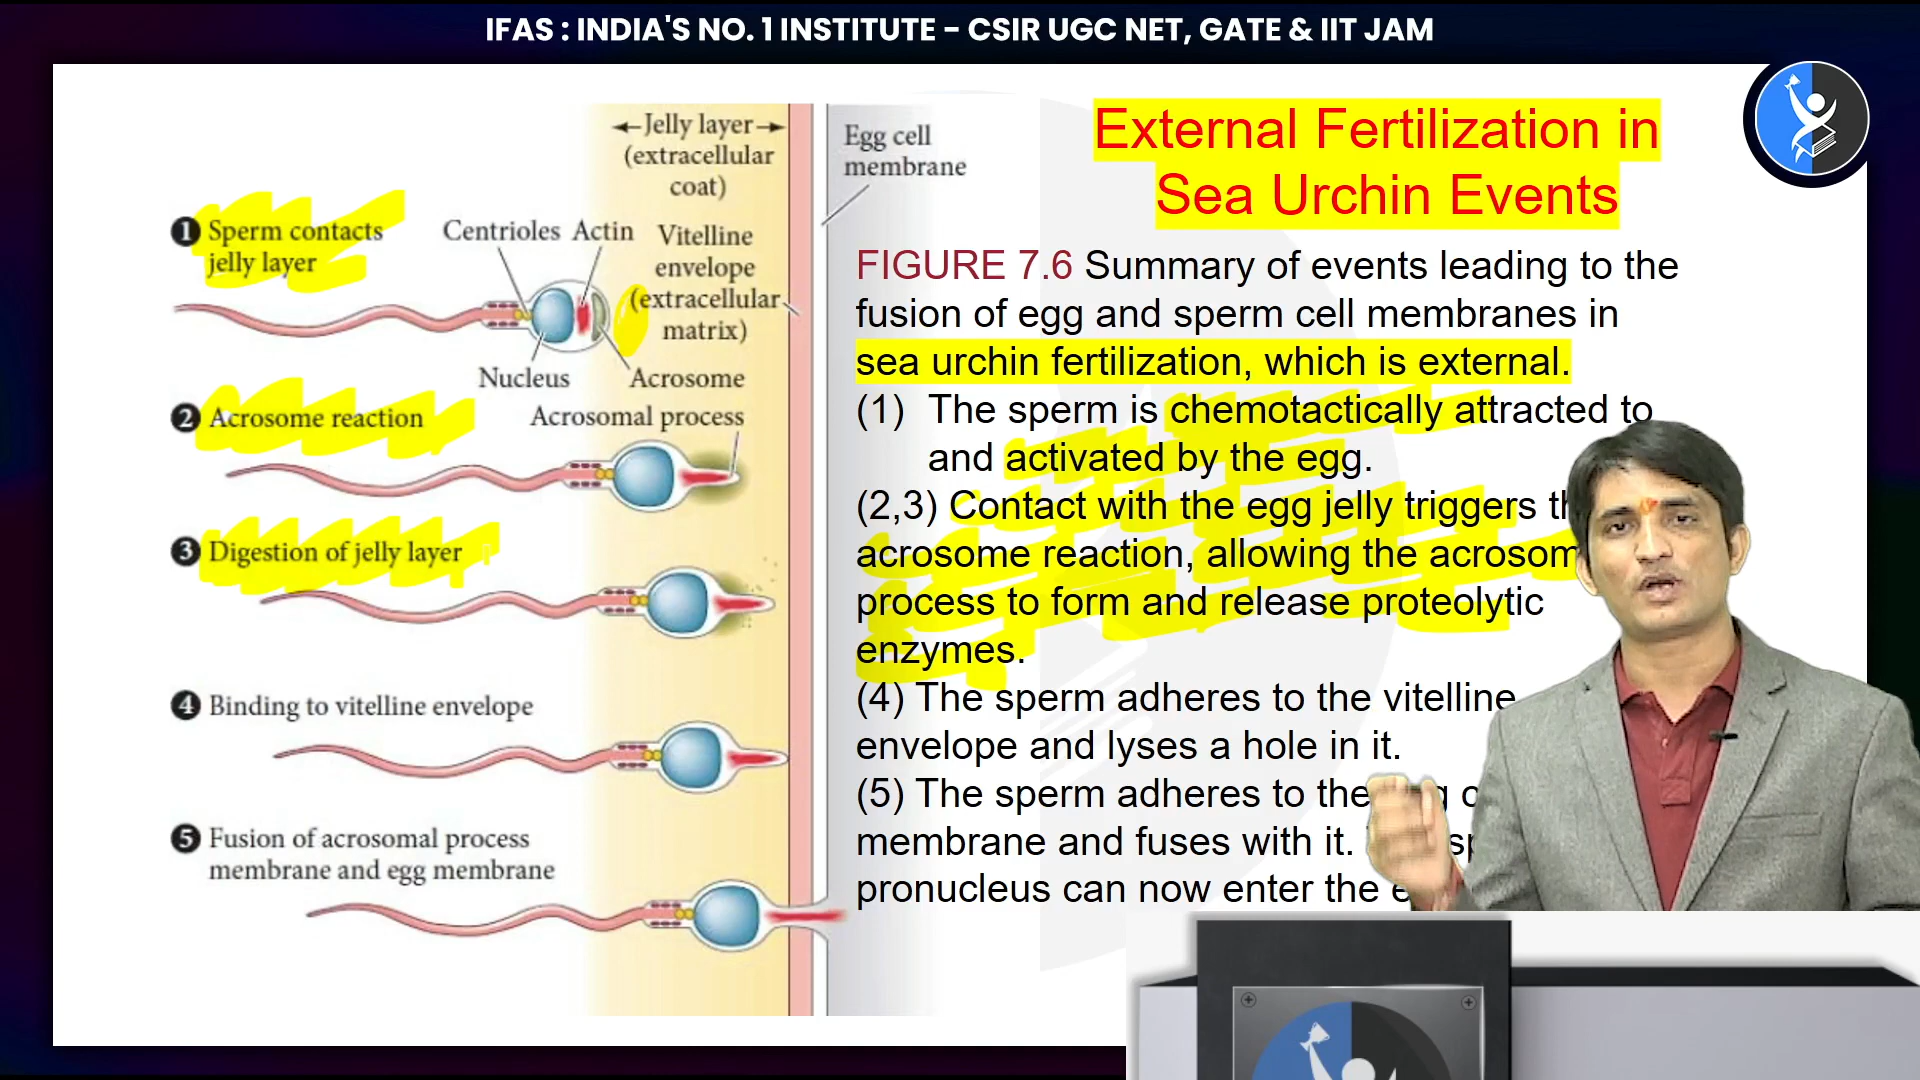 IFAS : INDIA'S NO. 1 INSTITUTE – CSIR UGC NET, GATE & IIT JAM
External Fertilization in
Sea Urchin Events
Jelly layer
(extracellular
coat)
Egg cell
membrane
1 Sperm contacts
jelly layer
Centrioles
Actin
Vitelline
envelope
(extracellular
matrix)
Nucleus
Acrosome
2 Acrosome reaction
Acrosomal process
3 Digestion of jelly layer
4 Binding to vitelline envelope
5 Fusion of acrosomal process
membrane and egg membrane
FIGURE 7.6 Summary of events leading to the
fusion of egg and sperm cell membranes in
sea urchin fertilization, which is external.
(1) The sperm is chemotactically attracted to
and activated by the egg.
(2,3) Contact with the egg jelly triggers
acrosome reaction, allowing the
process to form and release proteolytic
enzymes.
(4) The sperm adheres to the vitelline
envelope and lyses a hole in it.
(5) The sperm adheres to the
membrane and fuses with it.
pronucleus can now enter the